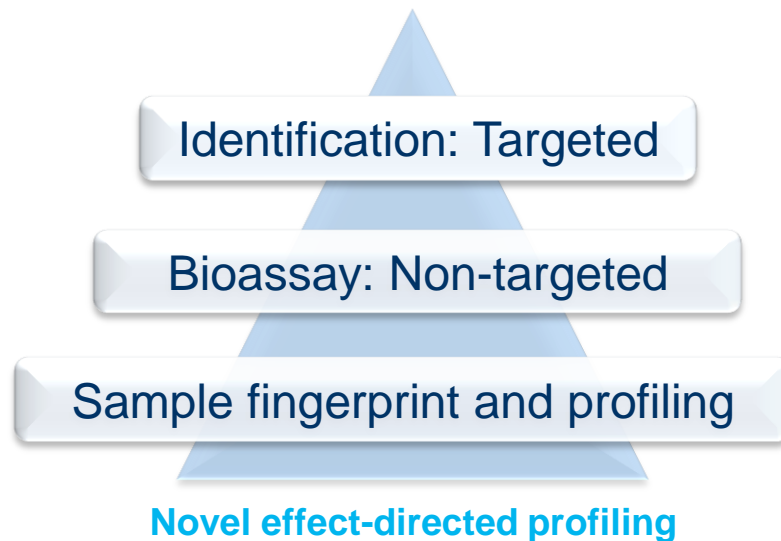 Identification: Targeted
Bioassay: Non-targeted
Sample fingerprint and profiling
Novel effect-directed profiling